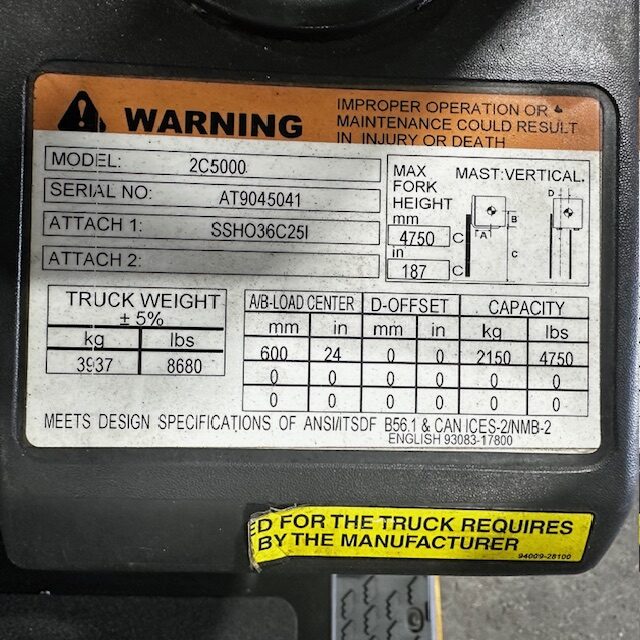 WARNING
IMPROPER OPERATION OR
MAINTENANCE COULD RESULT
IN INJURY OR DEATH
MODEL: 2C5000
SERIAL NO: AT9045041
ATTACH 1: SSHO36C25I
ATTACH 2:
MAX
FORK
HEIGHT
mm
4750 C
in
187 C
MAST:VERTICAL.
D
B
A
C
TRUCK WEIGHT
± 5%
kg lbs
3937 8680
A/B-LOAD CENTER D-OFFSET CAPACITY
mm in mm in kg lbs
600 24 0 0 2150 4750
0 0 0 0 0 0
0 0 0 0 0 0
MEETS DESIGN SPECIFICATIONS OF ANSI/ITSDF B56.1 & CAN ICES-2/NMB-2
ENGLISH 93083-17800
ED FOR THE TRUCK REQUIRES
BY THE MANUFACTURER
94009-28100